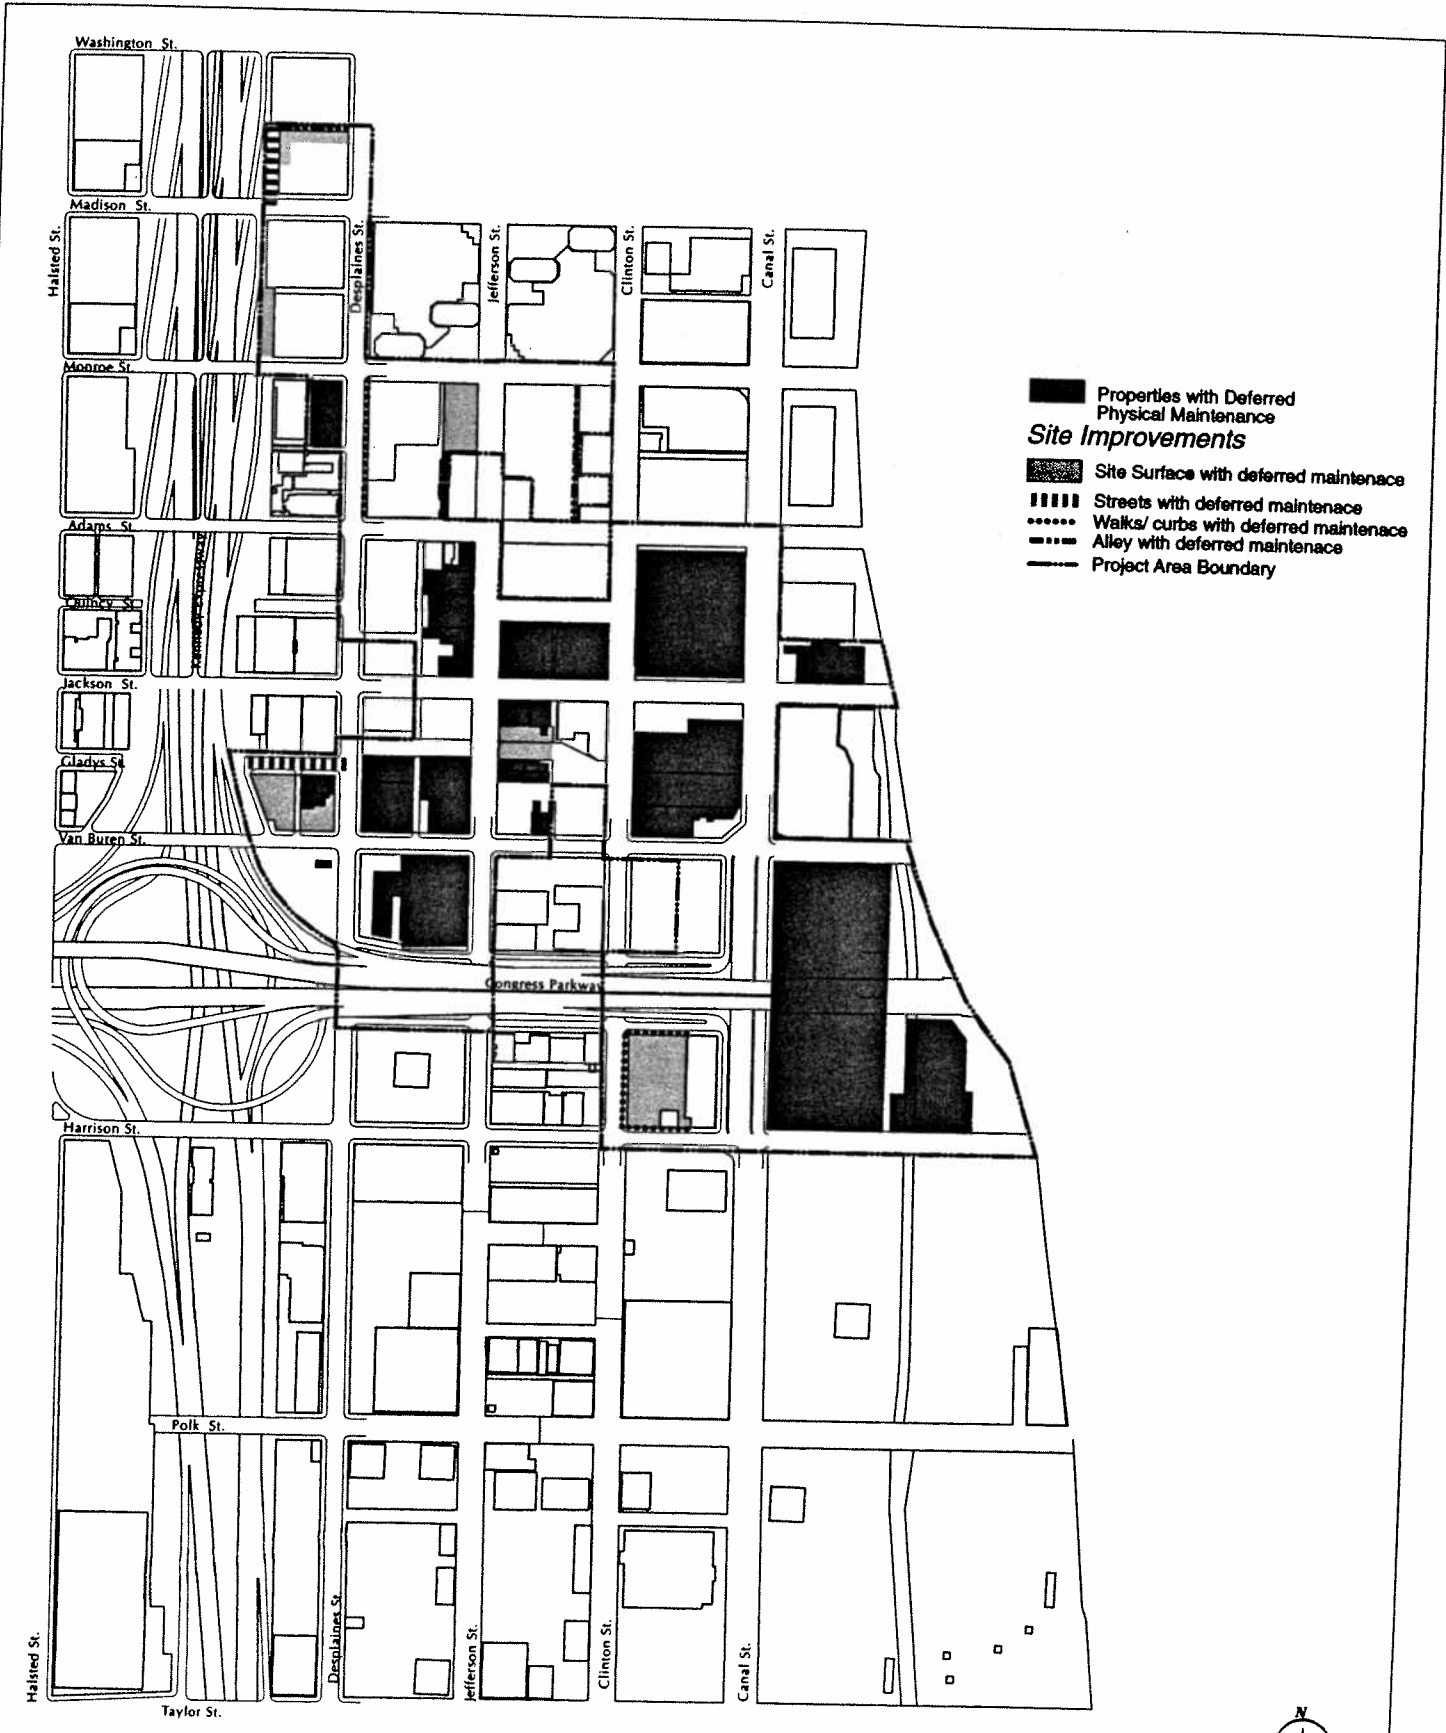 Washington St.
Madison St.
Halsted St.
Desplaines St.
Jefferson St.
Clinton St.
Canal St.
Monroe St.
Properties with Deferred
Physical Maintenance
Site Improvements
Site Surface with deferred maintenace
Streets with deferred maintenace
Walks/ curbs with deferred maintenace
Alley with deferred maintenace
Project Area Boundary
Adams St.
Kennedy Expressway
Quincy St.
Jackson St.
Gladys St.
Van Buren St.
Congress Parkway
Harrison St.
Polk St.
Halsted St.
Desplaines St.
Jefferson St.
Clinton St.
Canal St.
Taylor St.
N